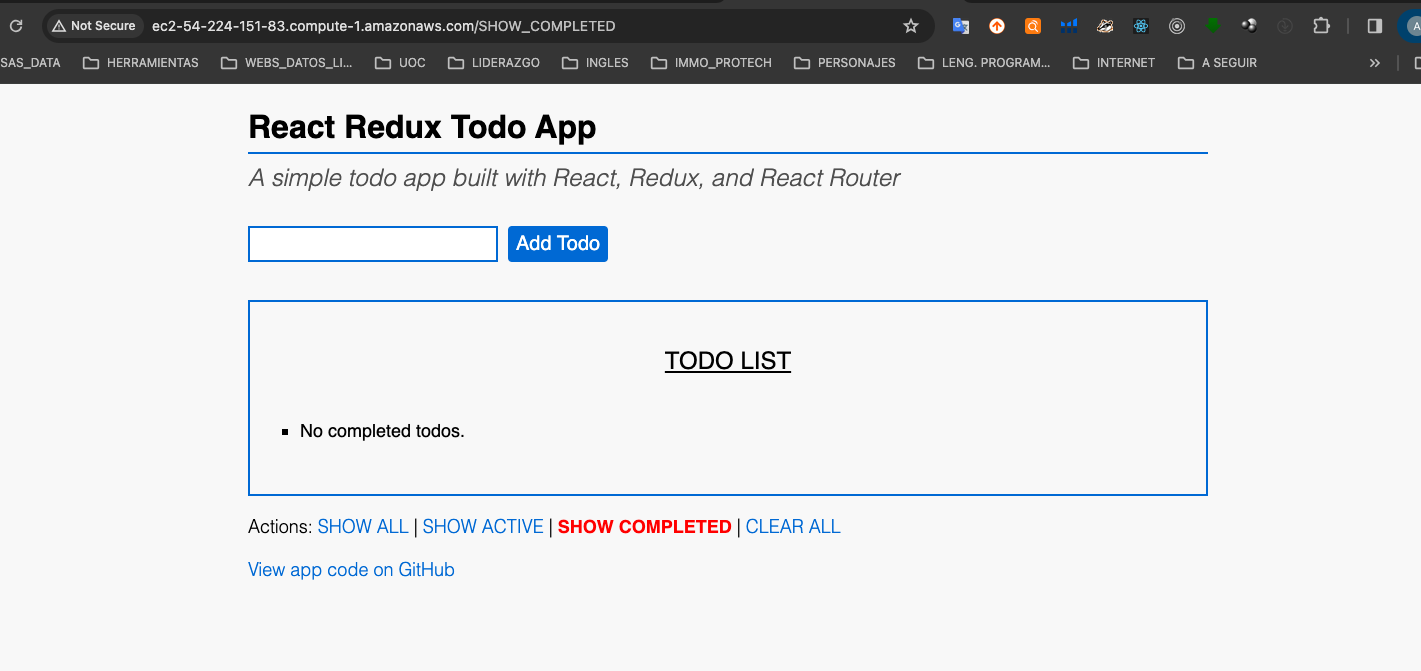 Not Secure ec2-54-224-151-83.compute-1.amazonaws.com/SHOW_COMPLETED A
SAS_DATA HERRAMIENTAS WEBS_DATOS_LI... UOC LIDERAZGO INGLES IMMO_PROTECH PERSONAJES LENG. PROGRAM... INTERNET A SEGUIR »
React Redux Todo App
A simple todo app built with React, Redux, and React Router
Add Todo
TODO LIST
No completed todos.
Actions: SHOW ALL | SHOW ACTIVE | SHOW COMPLETED | CLEAR ALL
View app code on GitHub